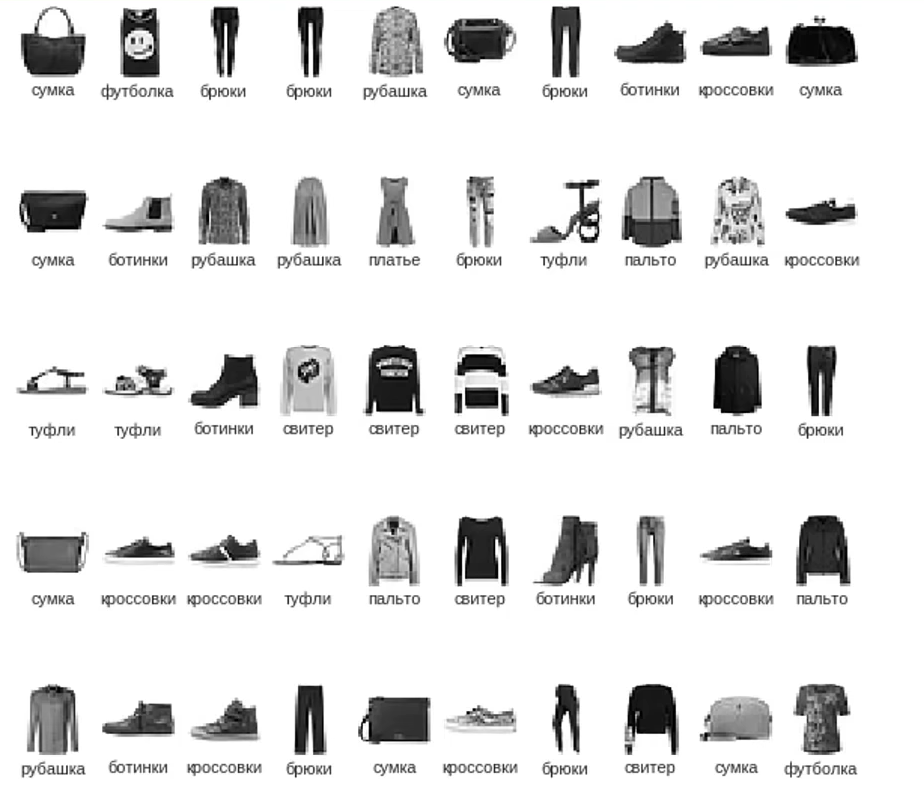 сумка футболка брюки брюки рубашка сумка брюки ботинки кроссовки сумка
сумка ботинки рубашка рубашка платье брюки туфли пальто рубашка кроссовки
туфли туфли ботинки свитер свитер свитер кроссовки рубашка пальто брюки
сумка кроссовки кроссовки туфли пальто свитер ботинки брюки кроссовки пальто
рубашка ботинки кроссовки брюки сумка кроссовки брюки свитер сумка футболка